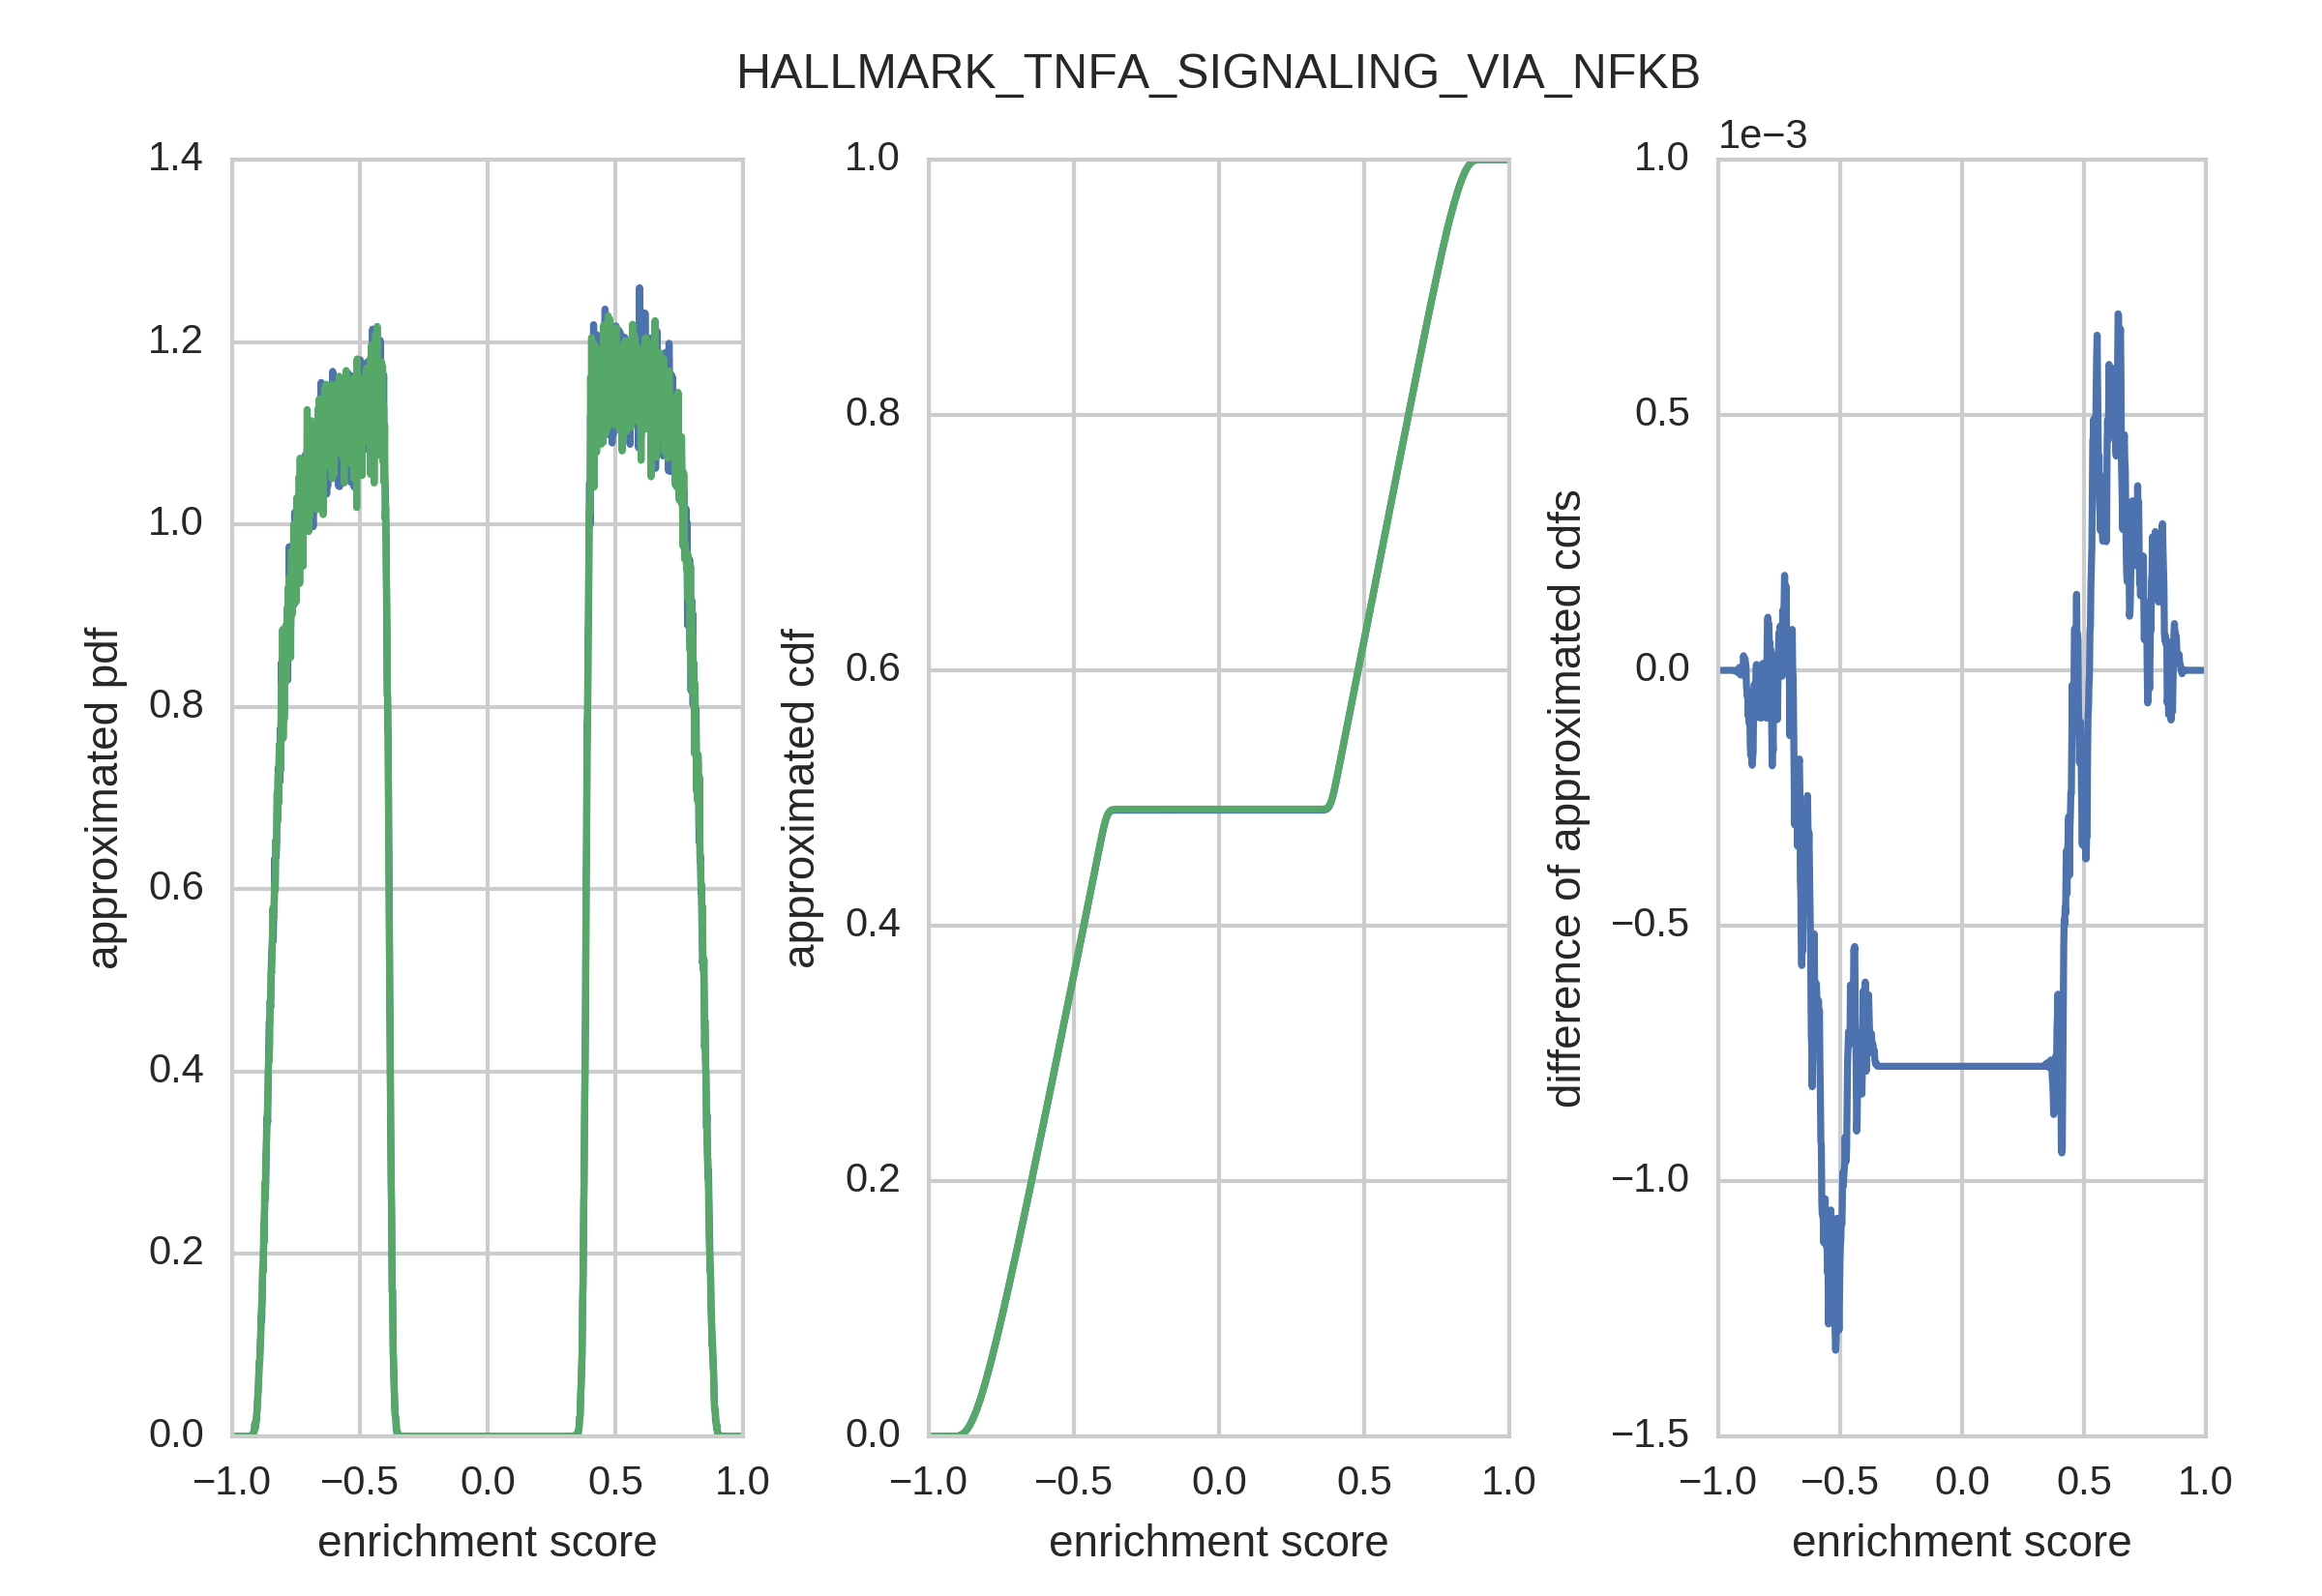 HALLMARK_TNFA_SIGNALING_VIA_NFKB
approximated pdf
1.4
1.2
1.0
0.8
0.6
0.4
0.2
0.0
−1.0 −0.5 0.0 0.5 1.0
enrichment score
approximated cdf
1.0
0.8
0.6
0.4
0.2
0.0
−1.0 −0.5 0.0 0.5 1.0
enrichment score
difference of approximated cdfs
1e−3
1.0
0.5
0.0
−0.5
−1.0
−1.5
−1.0 −0.5 0.0 0.5 1.0
enrichment score